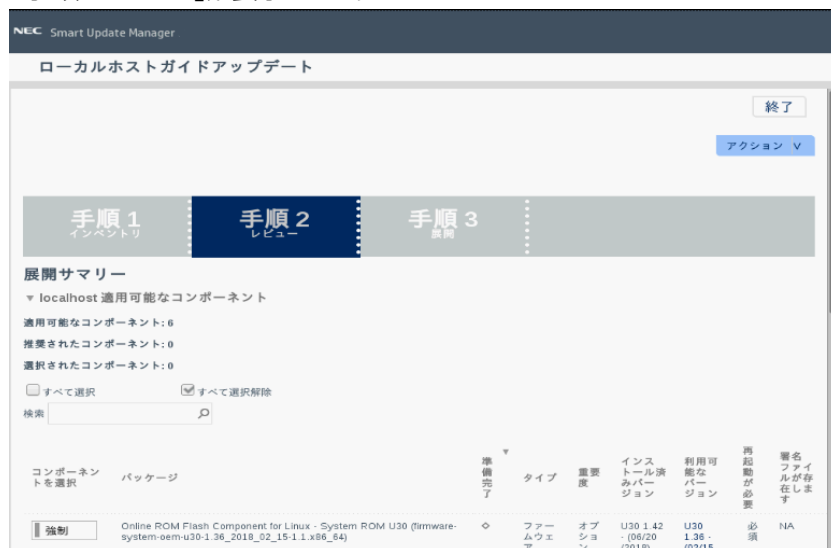 NEC Smart Update Manager
ローカルホストガイドアップデート
終了
アクション
手順 1
インベントリ
手順 2
レビュー
手順 3
展開
展開サマリー
localhost 適用可能なコンポーネント
適用可能なコンポーネント: 6
推奨されたコンポーネント: 0
選択されたコンポーネント: 0
すべて選択
すべて選択解除
検索
コンポーネン
トを選択
パッケージ
準備完了
タイプ
重要
度
インス
トール済
みバー
ジョン
利用可
能な
バー
ジョン
再起動が必要
署名
ファイ
ルが存
在しま
す
強制
Online ROM Flash Component for Linux - System ROM U30 (firmware-
system-oem-u30-1.36_2018_02_15-1.1.x86_64)
ファー
ムウェ
ア
オプ
ショ
ン
U30 1.42
- (06/20
U30
1.36 -
(02/15
必須
NA